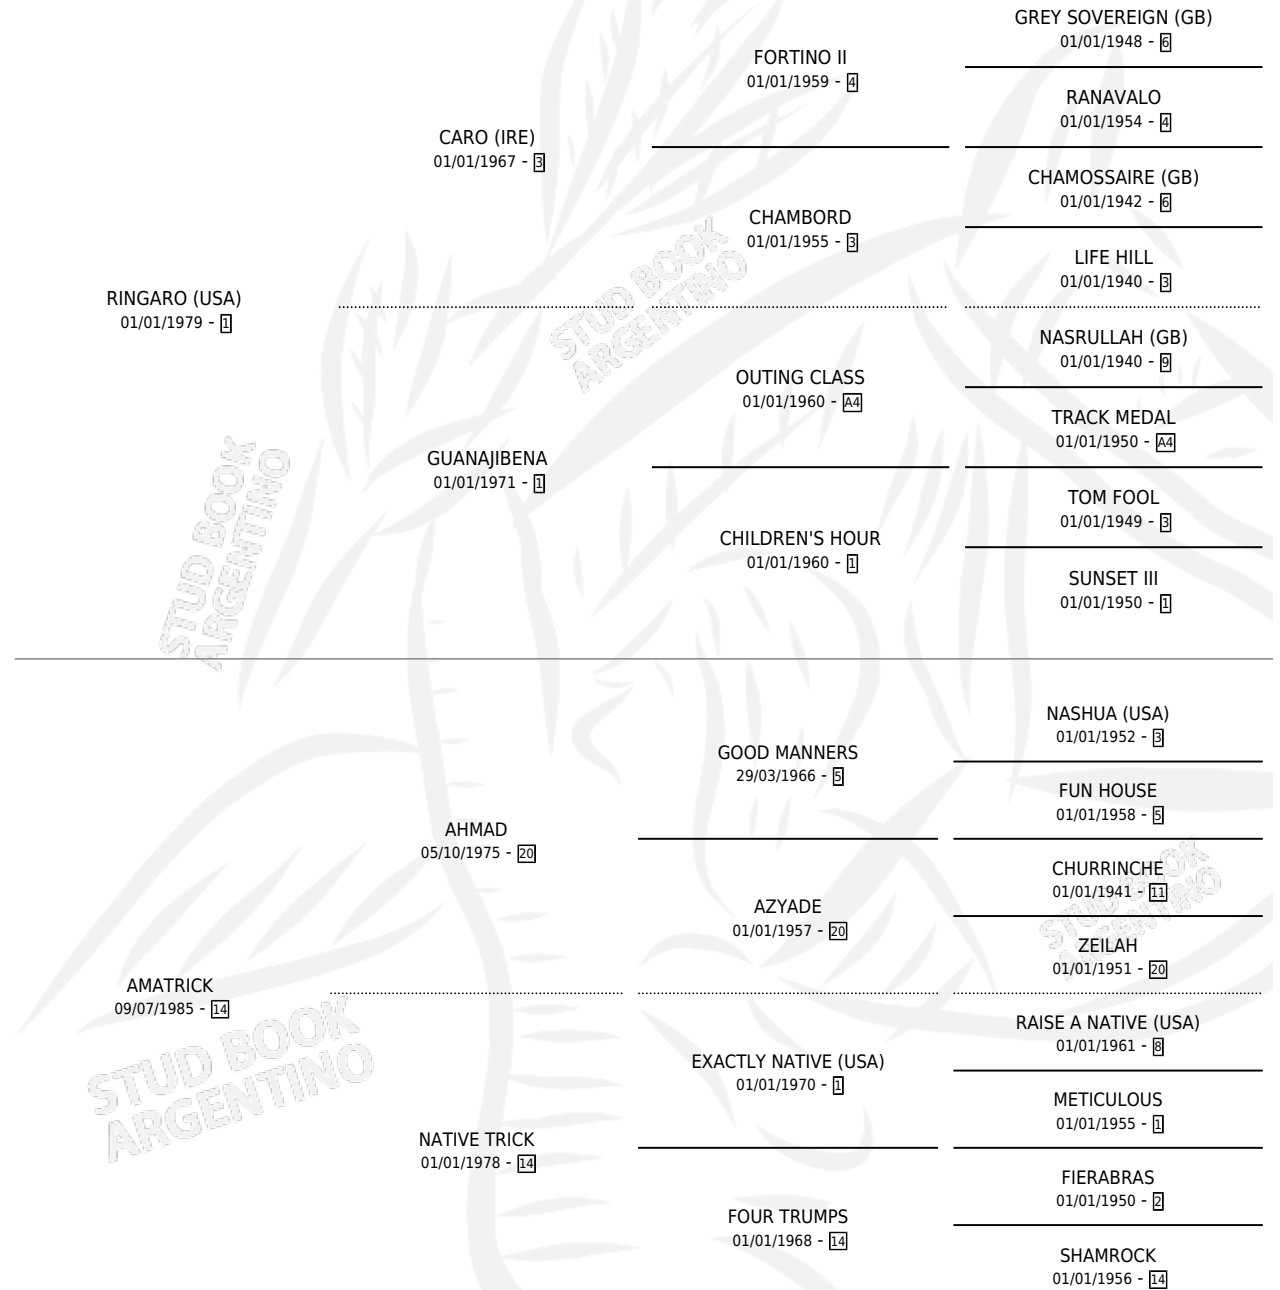 GREY SOVEREIGN (GB)
01/01/1948 - 6
FORTINO II
01/01/1959 - 4
RANAVALO
01/01/1954 - 4
CARO (IRE)
01/01/1967 - 3
CHAMOSSAIRE (GB)
01/01/1942 - 6
CHAMBORD
01/01/1955 - 3
LIFE HILL
01/01/1940 - 3
RINGARO (USA)
01/01/1979 - 1
NASRULLAH (GB)
01/01/1940 - 9
OUTING CLASS
01/01/1960 - A4
TRACK MEDAL
01/01/1950 - A4
GUANAJIBENA
01/01/1971 - 1
TOM FOOL
01/01/1949 - 3
CHILDREN'S HOUR
01/01/1960 - 1
SUNSET III
01/01/1950 - 1
NASHUA (USA)
01/01/1952 - 3
GOOD MANNERS
29/03/1966 - 5
FUN HOUSE
01/01/1958 - 5
AHMAD
05/10/1975 - 20
CHURRINCHE
01/01/1941 - 11
AZYADE
01/01/1957 - 20
ZEILAH
01/01/1951 - 20
AMATRICK
09/07/1985 - 14
RAISE A NATIVE (USA)
01/01/1961 - 8
EXACTLY NATIVE (USA)
01/01/1970 - 1
METICULOUS
01/01/1955 - 1
NATIVE TRICK
01/01/1978 - 14
FIERABRAS
01/01/1950 - 2
FOUR TRUMPS
01/01/1968 - 14
SHAMROCK
01/01/1956 - 14
STUD BOOK
ARGENTINO
STUD BOOK
ARGENTINO
STUD BOOK
ARGENTINO
STUD BOOK
ARGENTINO